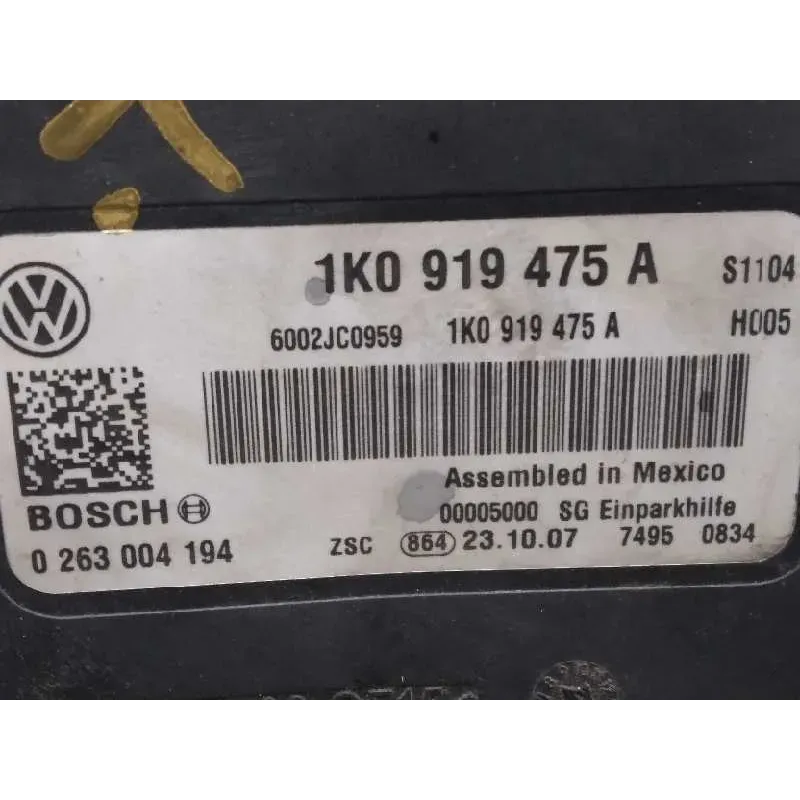 1K0 919 475 A S1104
6002JC0959 1K0 919 475 A H005
Assembled in Mexico
BOSCH 00005000 SG Einparkhilfe
0 263 004 194 ZSC 864 23.10.07 7495 0834